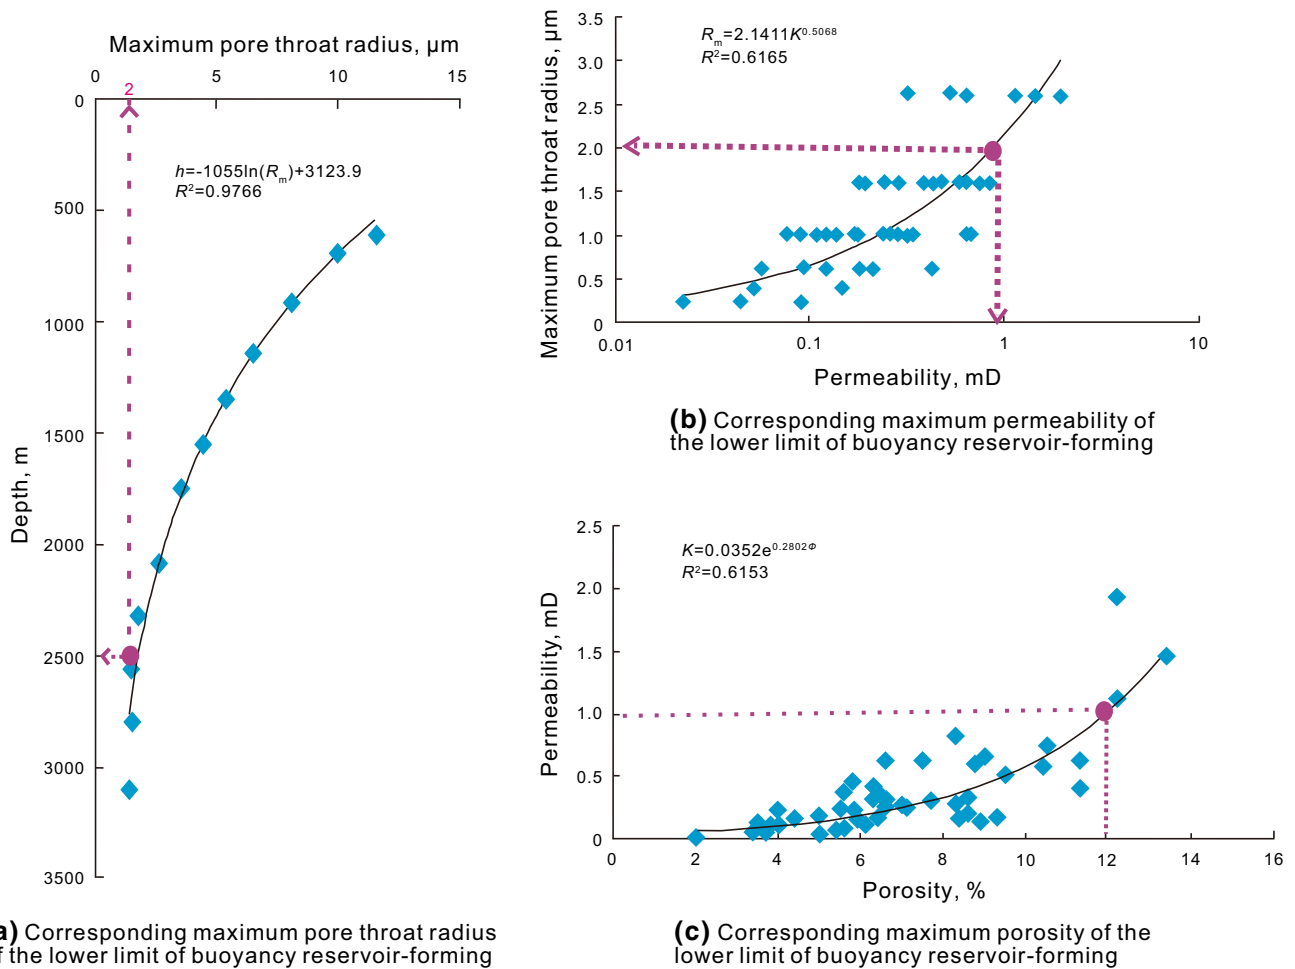 Maximum pore throat radius, μm
0 5 10 15
2
0
500
1000
1500
2000
2500
3000
3500
Depth, m
h=-1055ln(Rm)+3123.9
R²=0.9766
a) Corresponding maximum pore throat radius
f the lower limit of buoyancy reservoir-forming
3.5
3.0
2.5
2.0
1.5
1.0
0.5
0
Maximum pore throat radius, μm
Rm=2.1411K^0.5068
R²=0.6165
0.01 0.1 1 10
Permeability, mD
(b) Corresponding maximum permeability of
the lower limit of buoyancy reservoir-forming
2.5
2.0
1.5
1.0
0.5
0
Permeability, mD
K=0.0352e^0.2802Φ
R²=0.6153
0 2 4 6 8 10 12 14 16
Porosity, %
(c) Corresponding maximum porosity of the
lower limit of buoyancy reservoir-forming